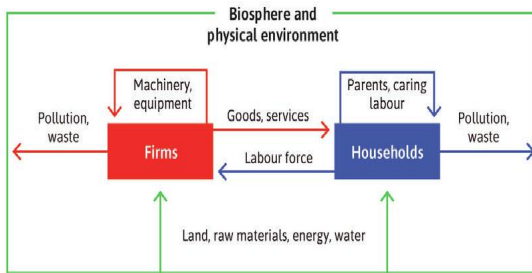 Biosphere and
physical environment
Machinery,
equipment
Parents, caring
labour
Pollution,
waste
Goods, services
Pollution,
waste
Firms
Households
Labour force
Land, raw materials, energy, water